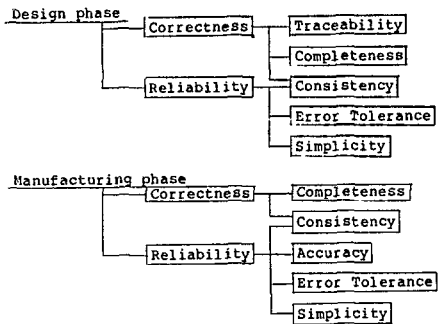 Design phase
Correctness
Traceability
Completeness
Reliability
Consistency
Error Tolerance
Simplicity
Manufacturing phase
Correctness
Completeness
Consistency
Reliability
Accuracy
Error Tolerance
Simplicity